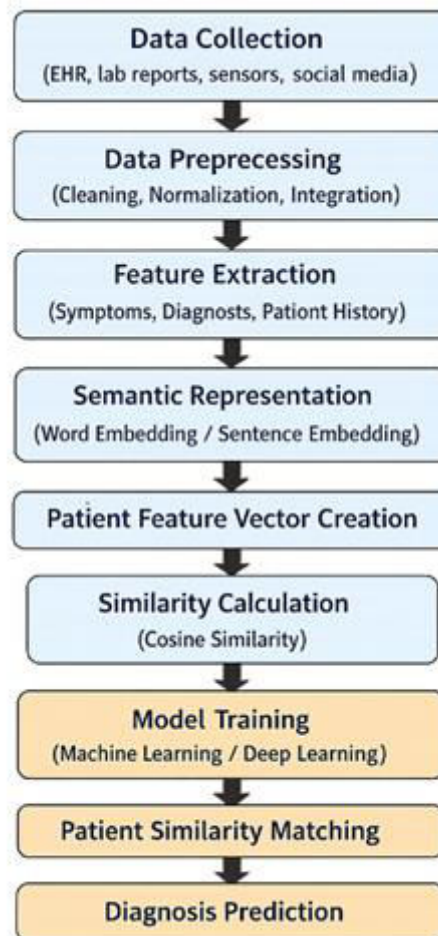 Data Collection
(EHR, lab reports, sensors, social media)
Data Preprecessing
(Cleaning, Normalization, Integration)
Feature Extraction
(Symptoms, Diagnosts, Pationt History)
Semantic Representation
(Word Embedding / Sentence Embedding)
Patient Feature Vector Creation
Similarity Calculation
(Cosine Similarity)
Model Training
(Machine Learning / Deep Learning)
Patient Similarity Matching
Diagnosis Prediction